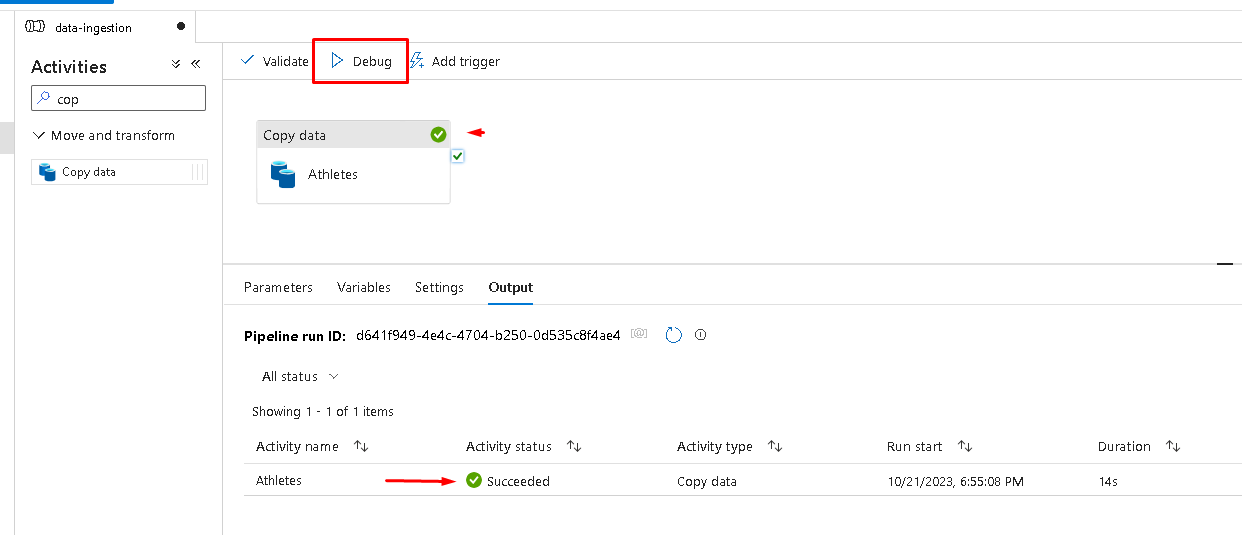 data-ingestion
Activities
cop
Move and transform
Copy data
Validate Debug Add trigger
Copy data
Athletes
Parameters Variables Settings Output
Pipeline run ID: d641f949-4e4c-4704-b250-0d535c8f4ae4
All status
Showing 1 - 1 of 1 items
Activity name Activity status Activity type Run start Duration
Athletes Succeeded Copy data 10/21/2023, 6:55:08 PM 14s